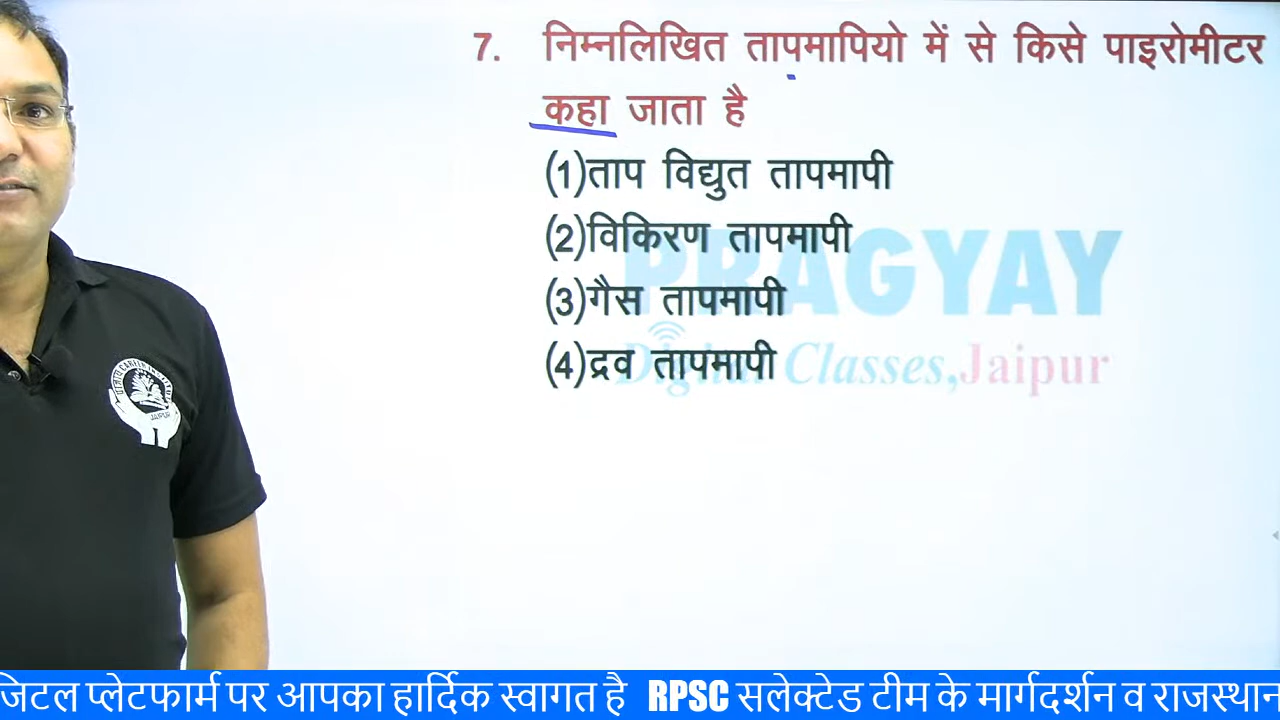 7. निम्नलिखित तापमापियो में से किसे पाइरोमीटर
कहा जाता है
(1)ताप विद्युत तापमापी
(2)विकिरण तापमापी
(3)गैस तापमापी
(4)द्रव तापमापी
PRAGYAY
Digital Classes,Jaipur
जिटल प्लेटफार्म पर आपका हार्दिक स्वागत है RPSC सलेक्टेड टीम के मार्गदर्शन व राजस्थान